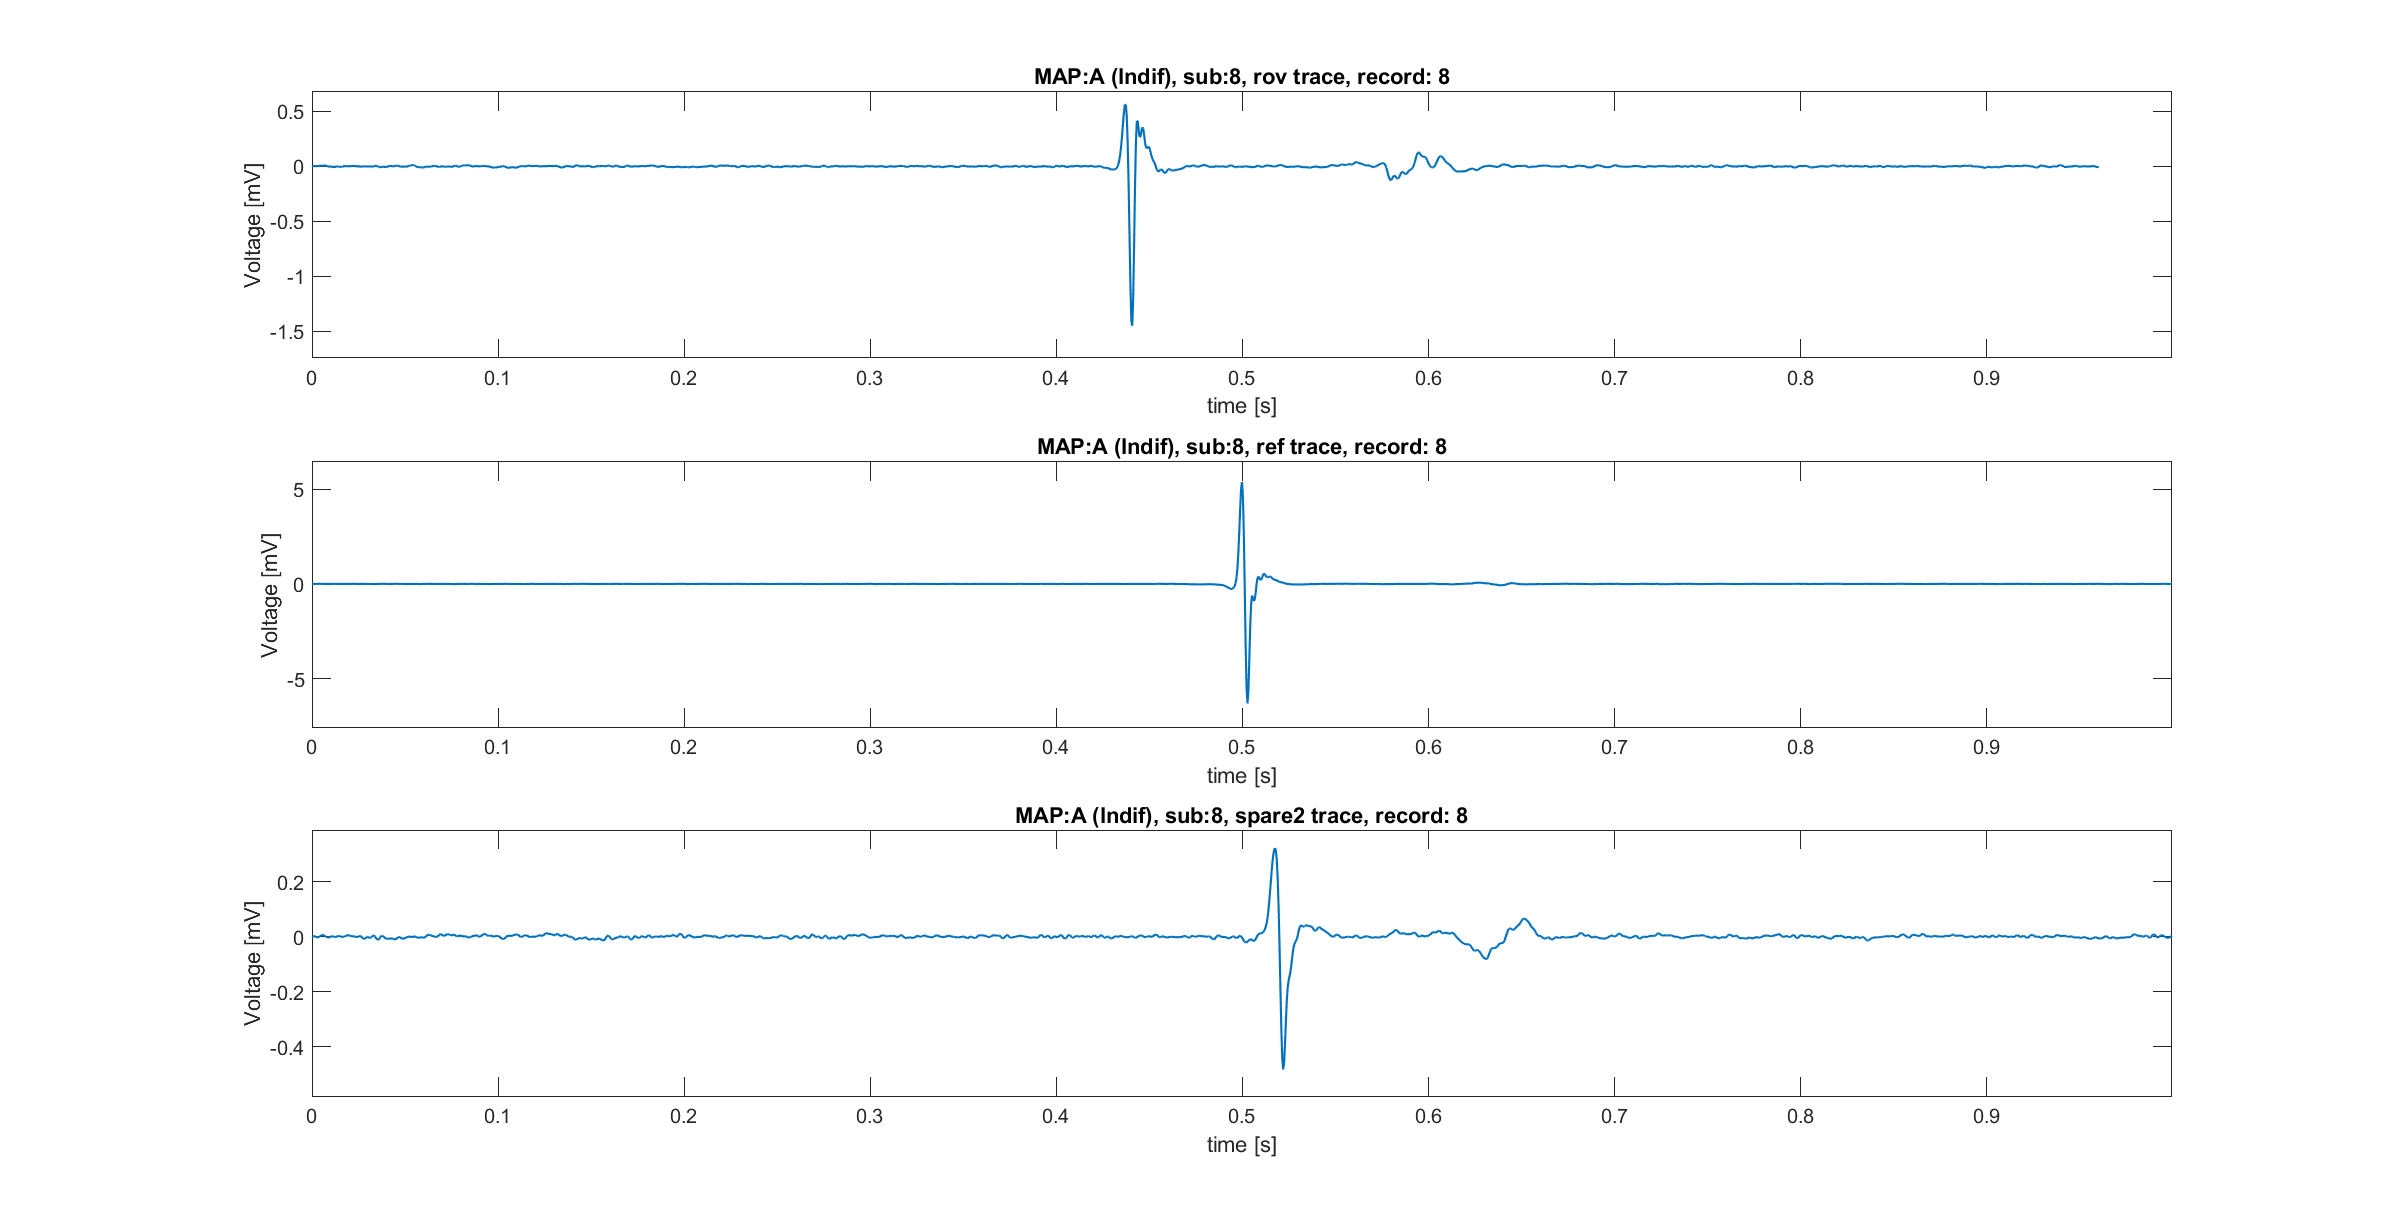 MAP:A (Indif), sub:8, rov trace, record: 8
Voltage [mV]
0.5
0
-0.5
-1
-1.5
0 0.1 0.2 0.3 0.4 0.5 0.6 0.7 0.8 0.9
time [s]
MAP:A (Indif), sub:8, ref trace, record: 8
Voltage [mV]
5
0
-5
0 0.1 0.2 0.3 0.4 0.5 0.6 0.7 0.8 0.9
time [s]
MAP:A (Indif), sub:8, spare2 trace, record: 8
Voltage [mV]
0.2
0
-0.2
-0.4
0 0.1 0.2 0.3 0.4 0.5 0.6 0.7 0.8 0.9
time [s]